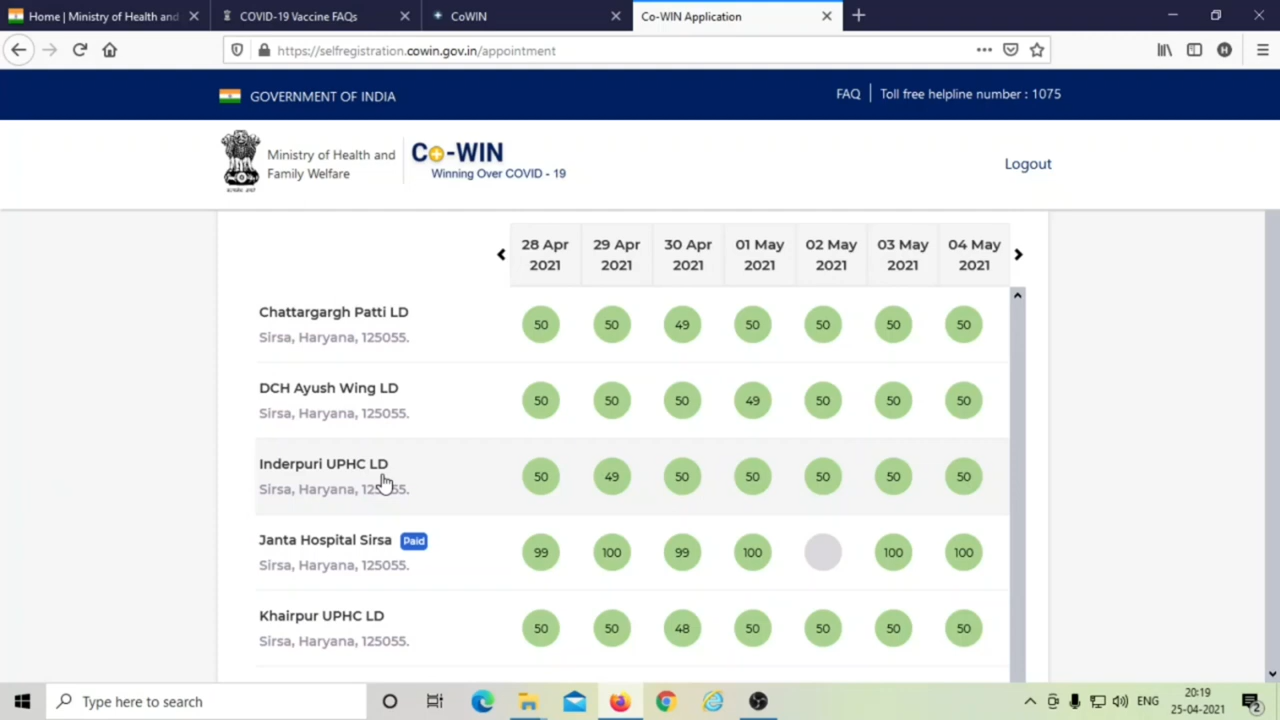 Home | Ministry of Health and
COVID-19 Vaccine FAQs
CoWIN
Co-WIN Application
https://selfregistration.cowin.gov.in/appointment
H
GOVERNMENT OF INDIA
FAQ
Toll free helpline number : 1075
Ministry of Health and
Family Welfare
Co-WIN
Winning Over COVID - 19
Logout
28 Apr 29 Apr 30 Apr 01 May 02 May 03 May 04 May
2021 2021 2021 2021 2021 2021 2021
Chattargargh Patti LD
Sirsa, Haryana, 125055.
50 50 49 50 50 50 50
DCH Ayush Wing LD
Sirsa, Haryana, 125055.
50 50 50 49 50 50 50
Inderpuri UPHC LD
Sirsa, Haryana,
50 49 50 50 50 50 50
Janta Hospital Sirsa Paid
Sirsa, Haryana, 125055.
99 100 99 100 100 100
Khairpur UPHC LD
Sirsa, Haryana, 125055.
50 50 48 50 50 50 50
Type here to search
ENG
20:19
25-04-2021
2